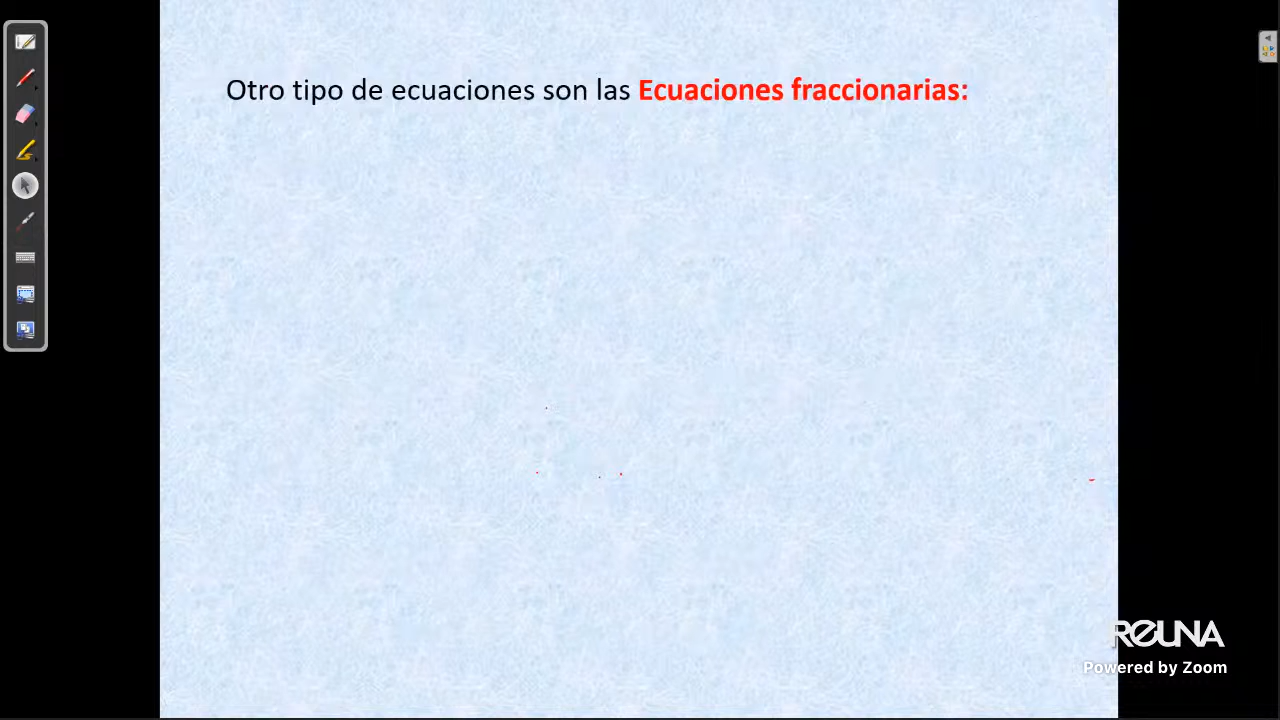 Otro tipo de ecuaciones son las Ecuaciones fraccionarias:
REUNA
Powered by Zoom